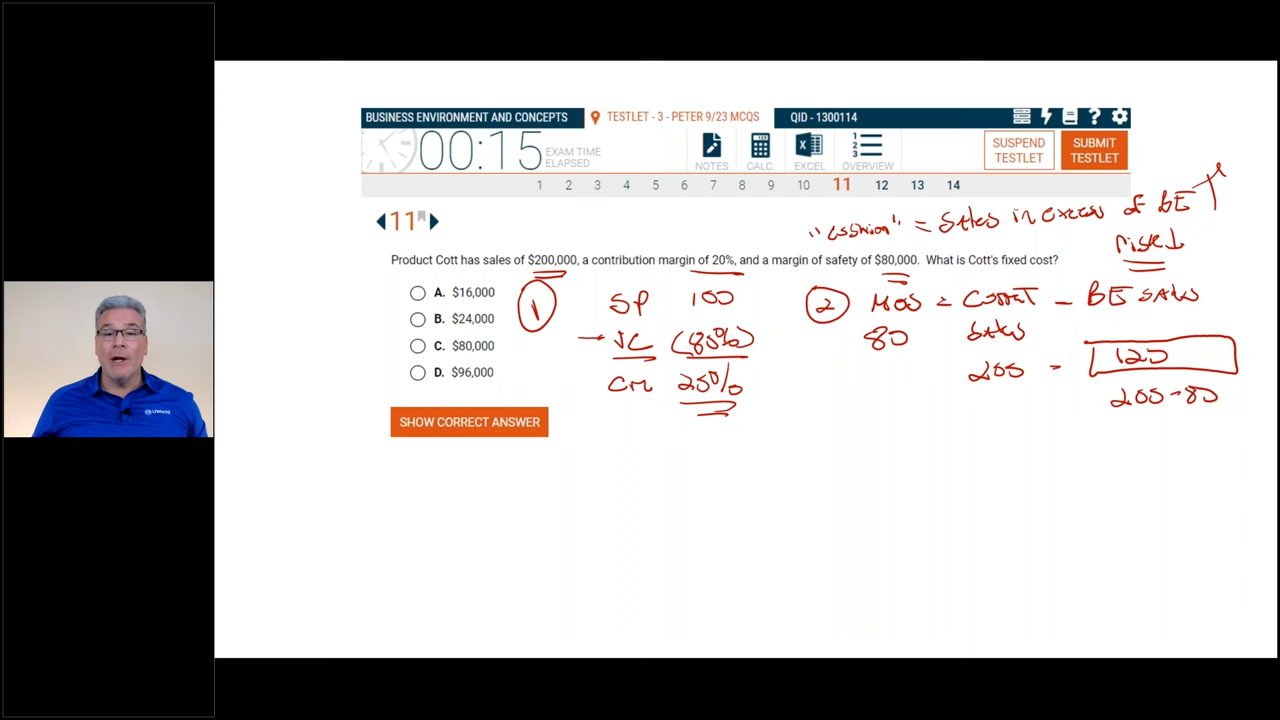 BUSINESS ENVIRONMENT AND CONCEPTS
TESTLET - 3 - PETER 9/23 MCQS
QID - 1300114
00:15
EXAM TIME
ELAPSED
NOTES
CALC.
EXCEL
OVERVIEW
SUSPEND
TESTLET
SUBMIT
TESTLET
1 2 3 4 5 6 7 8 9 10 11 12 13 14
"cushion" = Sales in excess of BE ↑
risk ↓
11
Product Cott has sales of $200,000, a contribution margin of 20%, and a margin of safety of $80,000. What is Cott's fixed cost?
A. $16,000
B. $24,000
C. $80,000
D. $96,000
SHOW CORRECT ANSWER
1
SP 100
VC (80%)
CM 20%
2 MOS = Current - BE Sales
80 Sales
200 - 120
200-80
UWorld